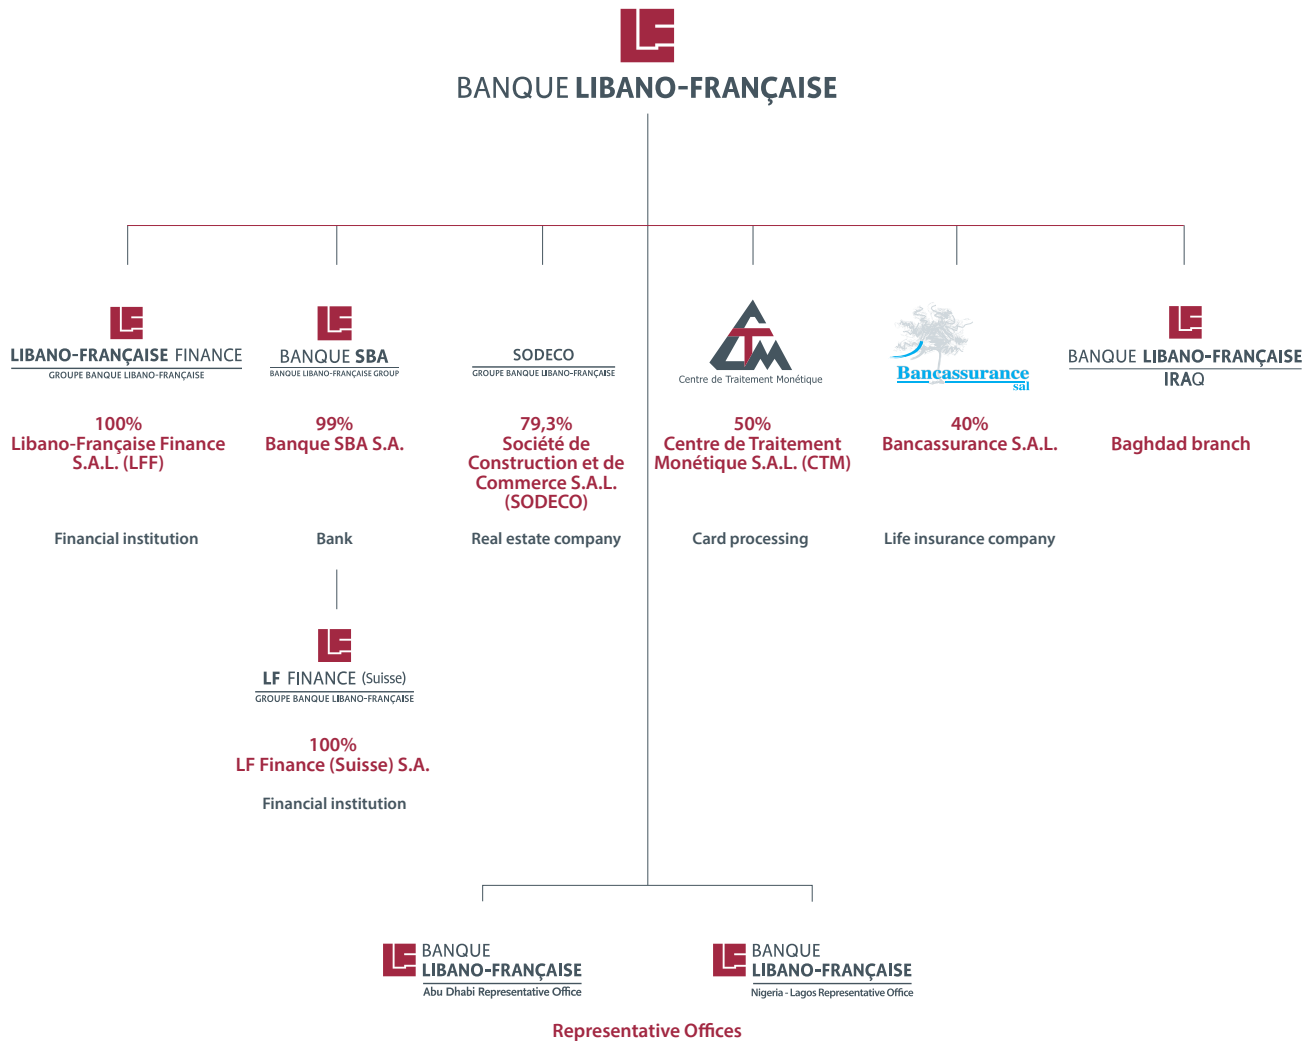 BANQUE LIBANO-FRANÇAISE
LIBANO-FRANÇAISE FINANCE
GROUPE BANQUE LIBANO-FRANÇAISE
100%
Libano-Française Finance
S.A.L. (LFF)
Financial institution
BANQUE SBA
BANQUE LIBANO-FRANÇAISE GROUP
99%
Banque SBA S.A.
Bank
LF FINANCE (Suisse)
GROUPE BANQUE LIBANO-FRANÇAISE
100%
LF Finance (Suisse) S.A.
Financial institution
SODECO
GROUPE BANQUE LIBANO-FRANÇAISE
79,3%
Société de
Construction et de
Commerce S.A.L.
(SODECO)
Real estate company
CTM
Centre de Traitement Monétique
50%
Centre de Traitement
Monétique S.A.L. (CTM)
Card processing
Bancassurance
sal
40%
Bancassurance S.A.L.
Life insurance company
BANQUE LIBANO-FRANÇAISE
IRAQ
Baghdad branch
BANQUE
LIBANO-FRANÇAISE
Abu Dhabi Representative Office
BANQUE
LIBANO-FRANÇAISE
Nigeria - Lagos Representative Office
Representative Offices